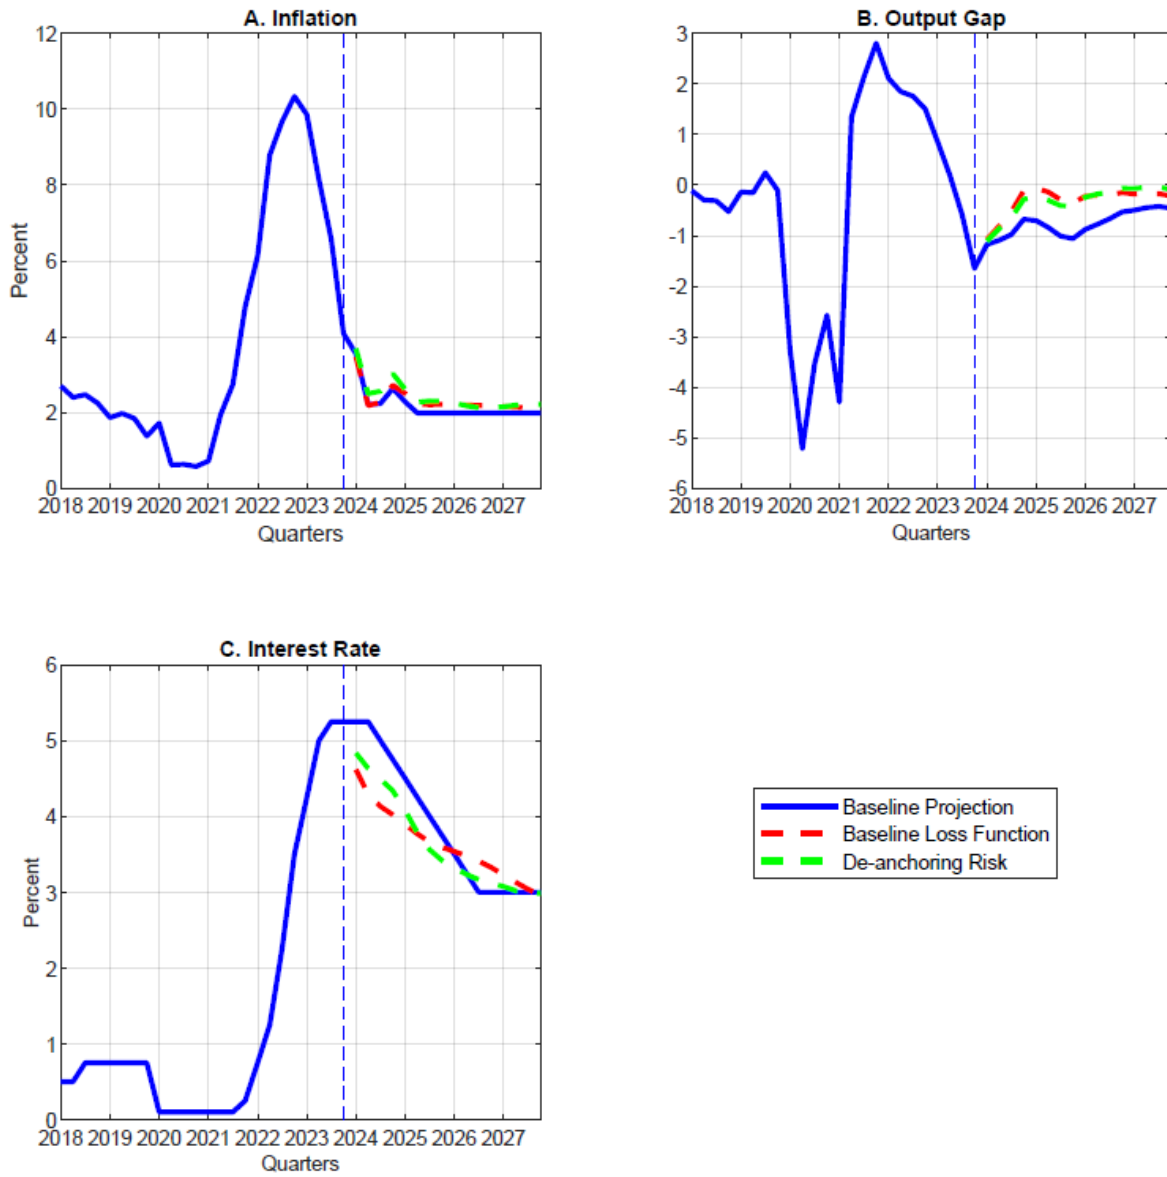 A. Inflation
12
10
8
6
4
2
0
Percent
2018 2019 2020 2021 2022 2023 2024 2025 2026 2027
Quarters
B. Output Gap
3
2
1
0
-1
-2
-3
-4
-5
-6
2018 2019 2020 2021 2022 2023 2024 2025 2026 2027
Quarters
C. Interest Rate
6
5
4
3
2
1
0
Percent
2018 2019 2020 2021 2022 2023 2024 2025 2026 2027
Quarters
Baseline Projection
Baseline Loss Function
De-anchoring Risk